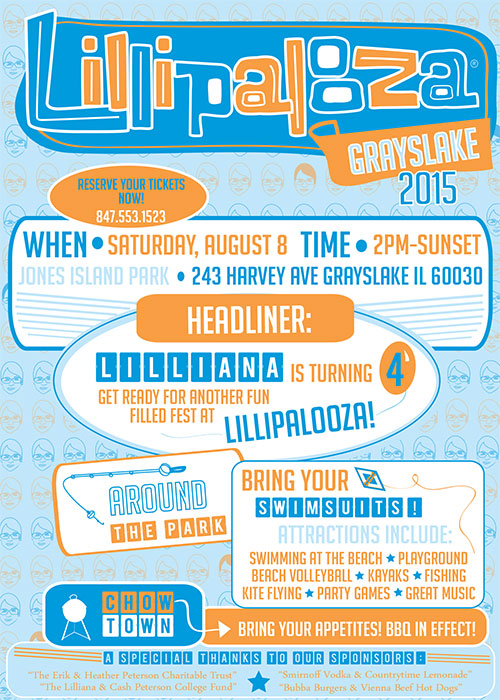 Lillipalooza®
GRAYSLAKE
2015
RESERVE YOUR TICKETS
NOW!
847.553.1523
WHEN • SATURDAY, AUGUST 8 TIME • 2PM-SUNSET
JONES ISLAND PARK • 243 HARVEY AVE GRAYSLAKE IL 60030
HEADLINER:
LILLIANA IS TURNING 4
GET READY FOR ANOTHER FUN
FILLED FEST AT LILLIPALOOZA!
AROUND
THE PARK
BRING YOUR
SWIMSUITS!
ATTRACTIONS INCLUDE:
SWIMMING AT THE BEACH ★ PLAYGROUND
BEACH VOLLEYBALL ★ KAYAKS ★ FISHING
KITE FLYING ★ PARTY GAMES ★ GREAT MUSIC
CHOW
TOWN
BRING YOUR APPETITES! BBQ IN EFFECT!
A SPECIAL THANKS TO OUR SPONSORS:
"The Erik & Heather Peterson Charitable Trust" "Smirnoff Vodka & Countrytime Lemonade"
"The Lilliana & Cash Peterson College Fund" ★ "Bubba Burgers & Vienna Beef Hot Dogs"